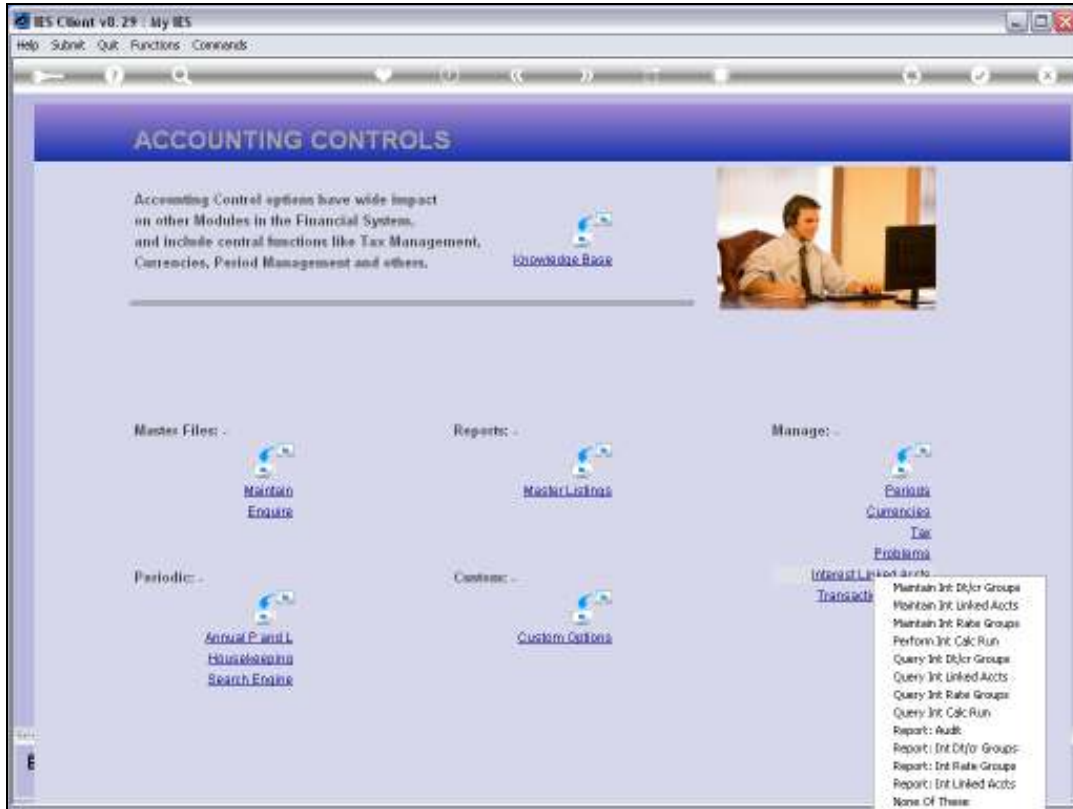 IES Client v8.29 : My IES
Help Submit Quit Functions Commands
ACCOUNTING CONTROLS
Accounting Control options have wide impact
on other Modules in the Financial System,
and include central functions like Tax Management,
Currencies, Period Management and others.
Knowledge Base
Master Files: -
Maintain
Enquire
Reports: -
Master Listings
Manage: -
Periods
Currencies
Tax
Problems
Interest Linked Accts
Periodic: -
Annual P and L
Housekeeping
Search Engine
Custom: -
Custom Options
Maintain Int Dt/cr Groups
Maintain Int Linked Accts
Maintain Int Rate Groups
Perform Int Calc Run
Query Int Dt/cr Groups
Query Int Linked Accts
Query Int Rate Groups
Query Int Calc Run
Report: Audit
Report: Int Dt/cr Groups
Report: Int Rate Groups
Report: Int Linked Accts
None Of These